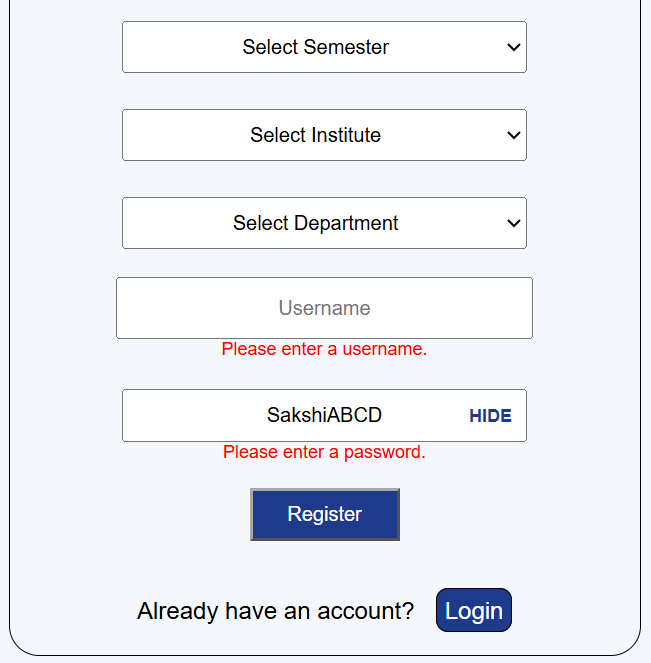 Select Semester
Select Institute
Select Department
Username
Please enter a username.
SakshiABCD HIDE
Please enter a password.
Register
Already have an account? Login